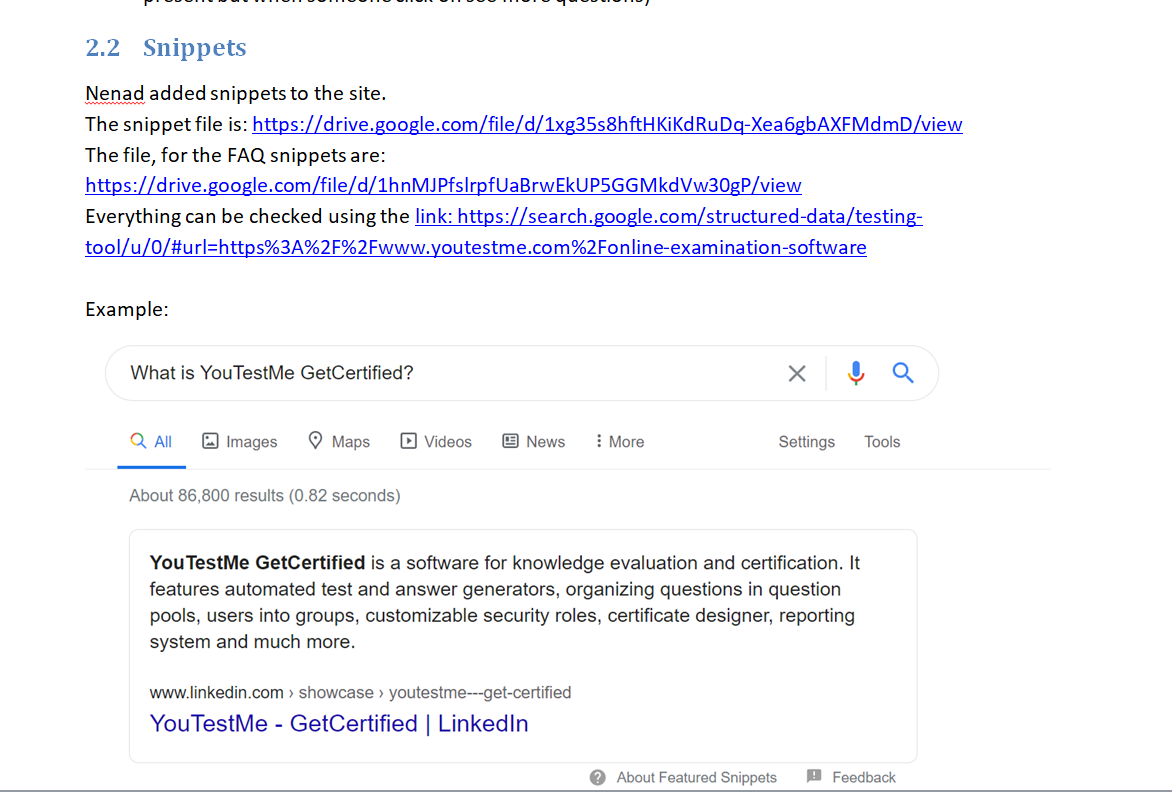 present but when someone click on see more questions)
2.2 Snippets
Nenad added snippets to the site.
The snippet file is: https://drive.google.com/file/d/1xg35s8hftHKiKdRuDq-Xea6gbAXFMdmD/view
The file, for the FAQ snippets are:
https://drive.google.com/file/d/1hnMJPfslrpfUaBrwEkUP5GGMkdVw30gP/view
Everything can be checked using the link: https://search.google.com/structured-data/testing-
tool/u/0/#url=https%3A%2F%2Fwww.youtestme.com%2Fonline-examination-software
Example:
What is YouTestMe GetCertified?
All Images Maps Videos News More Settings Tools
About 86,800 results (0.82 seconds)
YouTestMe GetCertified is a software for knowledge evaluation and certification. It
features automated test and answer generators, organizing questions in question
pools, users into groups, customizable security roles, certificate designer, reporting
system and much more.
www.linkedin.com › showcase › youtestme---get-certified
YouTestMe - GetCertified | LinkedIn
About Featured Snippets Feedback